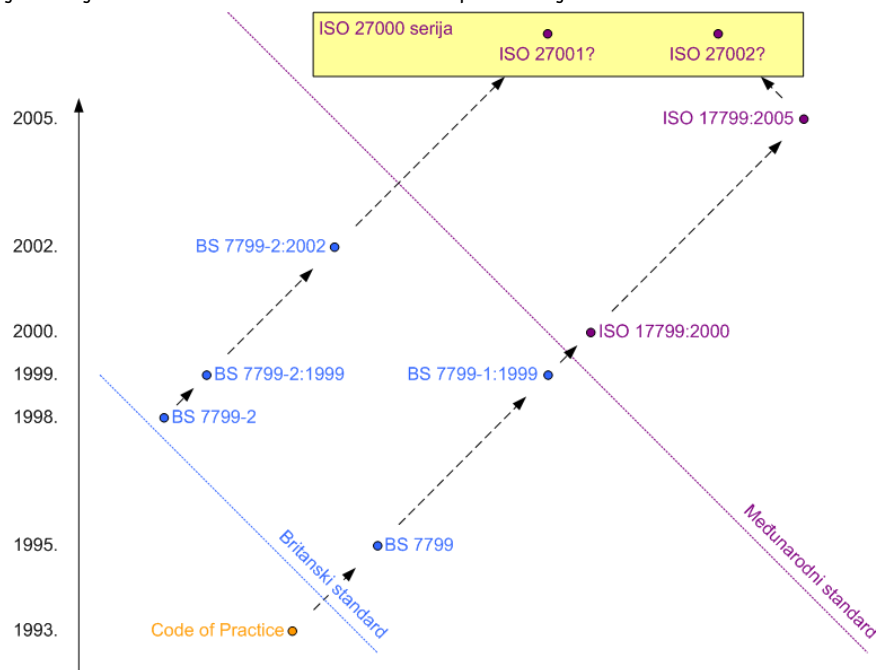 ISO 27000 serija
ISO 27001?
ISO 27002?
2005.
ISO 17799:2005
2002.
BS 7799-2:2002
2000.
ISO 17799:2000
1999.
BS 7799-2:1999
BS 7799-1:1999
1998.
BS 7799-2
1995.
BS 7799
Britanski standard
Međunarodni standard
1993.
Code of Practice